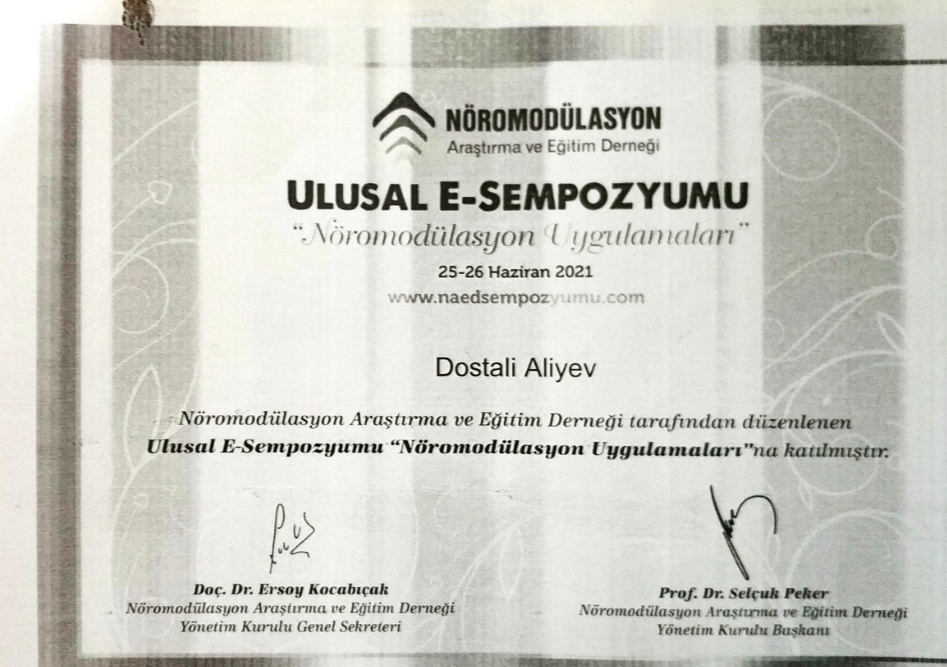 NÖROMODÜLASYON
Araştırma ve Eğitim Derneği
ULUSAL E-SEMPOZYUMU
“Nöromodülasyon Uygulamaları”
25-26 Haziran 2021
www.naedsempozyumu.com
Dostali Aliyev
Nöromodülasyon Araştırma ve Eğitim Derneği tarafından düzenlenen
Ulusal E-Sempozyumu “Nöromodülasyon Uygulamaları”na katılmıştır.
Doç. Dr. Ersoy Kocabıçak
Nöromodülasyon Araştırma ve Eğitim Derneği
Yönetim Kurulu Genel Sekreteri
Prof. Dr. Selçuk Peker
Nöromodülasyon Araştırma ve Eğitim Derneği
Yönetim Kurulu Başkanı